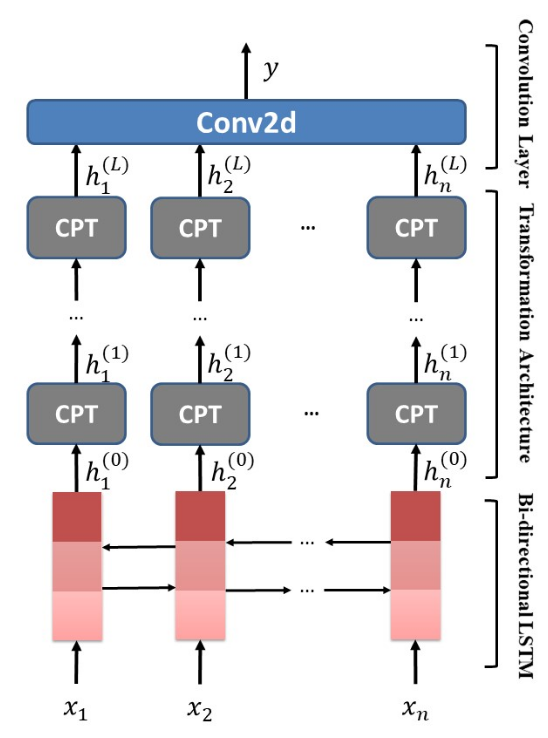 y
Conv2d
h_1^{(L)} h_2^{(L)} h_n^{(L)}
CPT CPT ... CPT
... ... ...
h_1^{(1)} h_2^{(1)} h_n^{(1)}
CPT CPT ... CPT
h_1^{(0)} h_2^{(0)} h_n^{(0)}
...
...
x_1 x_2 x_n
Convolution Layer
Transformation Architecture
Bi-directional LSTM